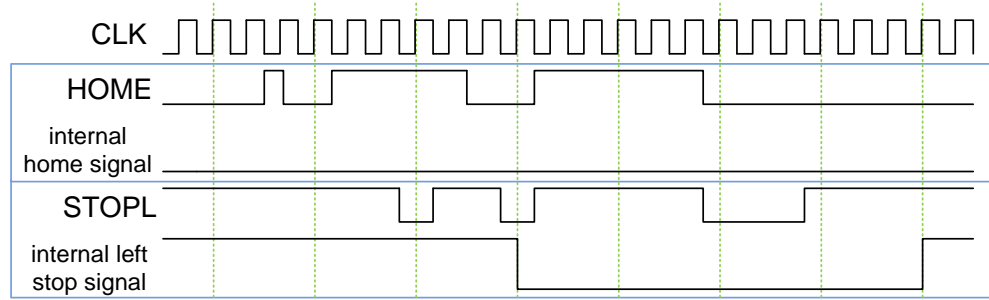 CLK
HOME
internal
home signal
STOPL
internal left
stop signal